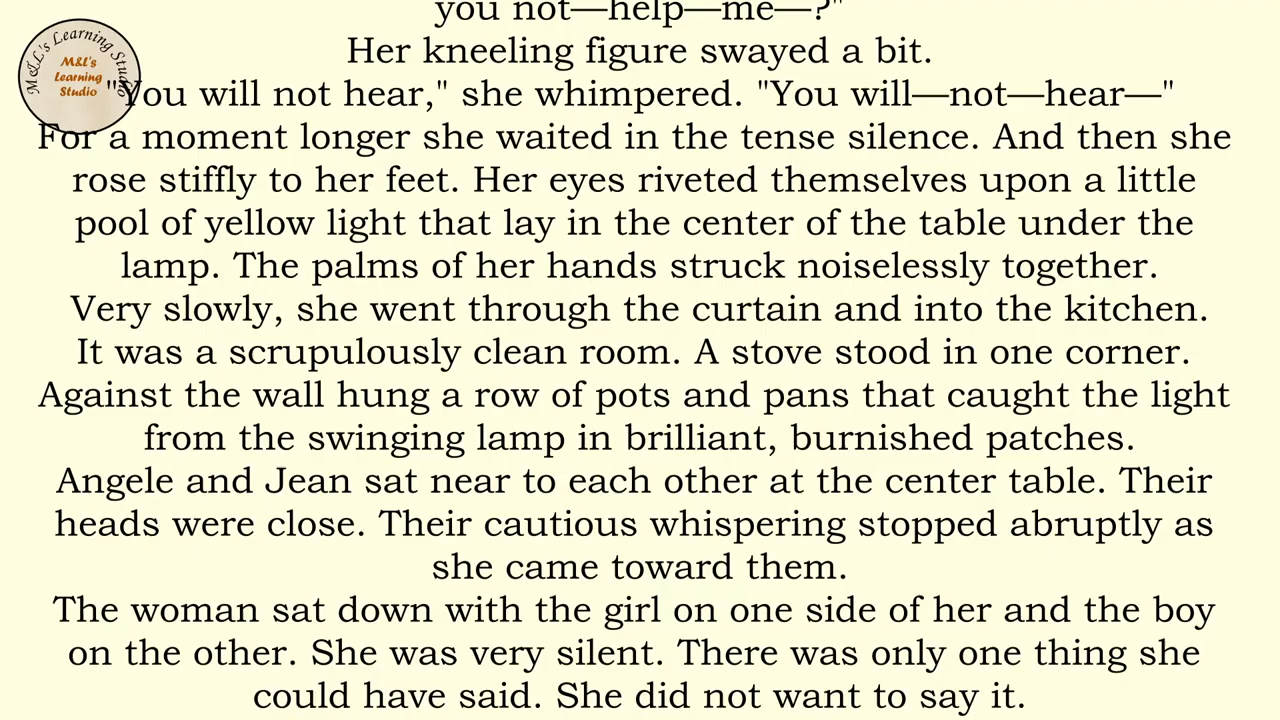 you not—help—me—?"
Her kneeling figure swayed a bit.
"You will not hear," she whimpered. "You will—not—hear—"
For a moment longer she waited in the tense silence. And then she
rose stiffly to her feet. Her eyes riveted themselves upon a little
pool of yellow light that lay in the center of the table under the
lamp. The palms of her hands struck noiselessly together.
Very slowly, she went through the curtain and into the kitchen.
It was a scrupulously clean room. A stove stood in one corner.
Against the wall hung a row of pots and pans that caught the light
from the swinging lamp in brilliant, burnished patches.
Angele and Jean sat near to each other at the center table. Their
heads were close. Their cautious whispering stopped abruptly as
she came toward them.
The woman sat down with the girl on one side of her and the boy
on the other. She was very silent. There was only one thing she
could have said. She did not want to say it.
M&L's Learning Studio
M&L's
Learning
Studio